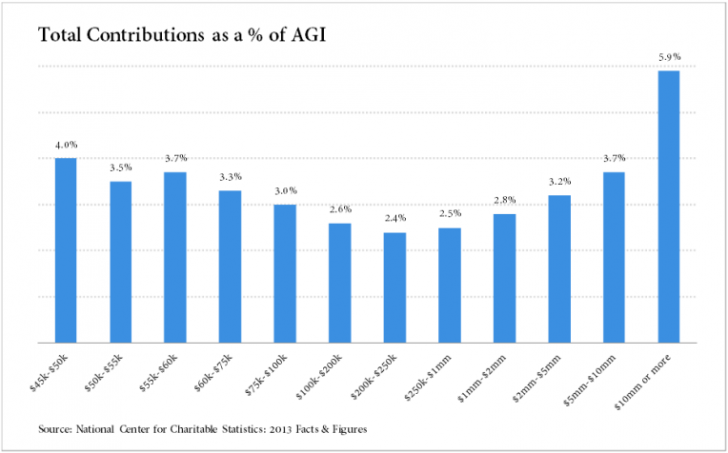 Total Contributions as a % of AGI
5.9%
4.0%
3.5%
3.7%
3.3%
3.0%
2.6%
2.4%
2.5%
2.8%
3.2%
3.7%
$45k-$50k
$50k-$55k
$55k-$60k
$60k-$75k
$75k-$100k
$100k-$200k
$200k-$250k
$250k-$1mm
$1mm-$2mm
$2mm-$5mm
$5mm-$10mm
$10mm or more
Source: National Center for Charitable Statistics: 2013 Facts & Figures